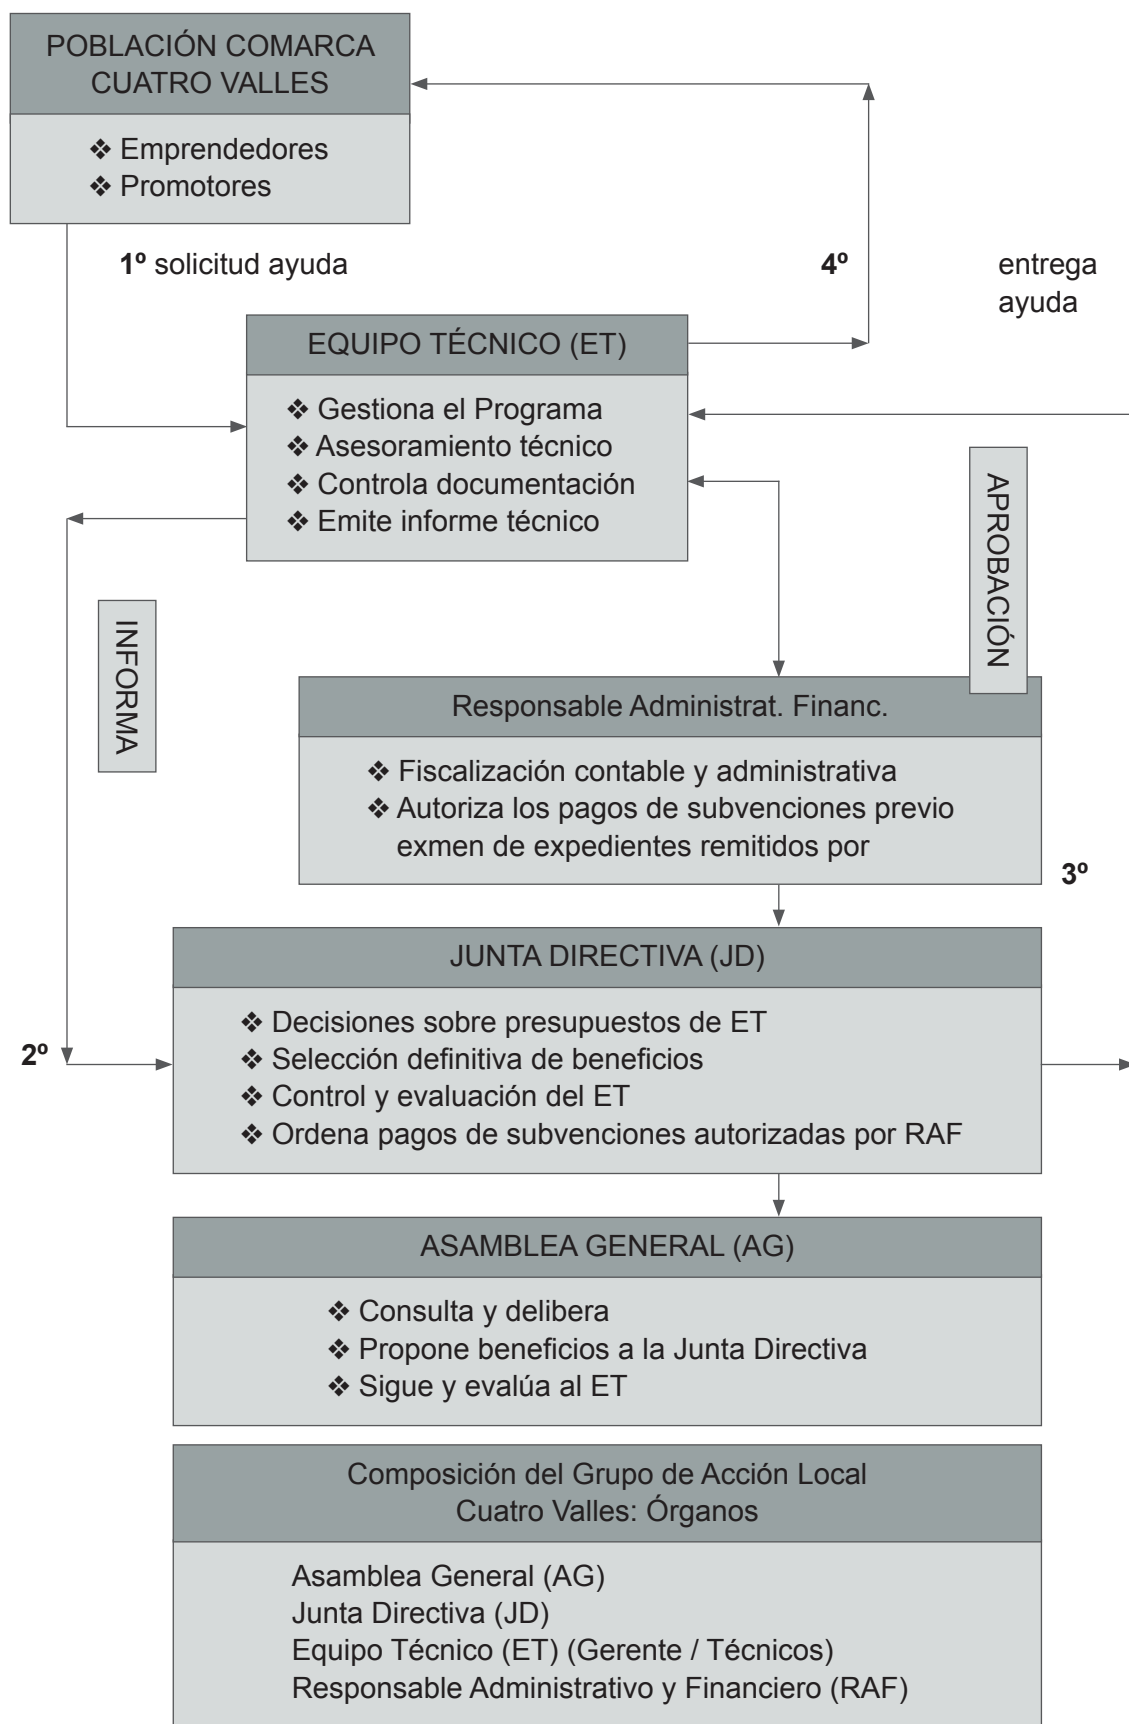 POBLACIÓN COMARCA
CUATRO VALLES
❖ Emprendedores
❖ Promotores
1º solicitud ayuda
4º
entrega
ayuda
EQUIPO TÉCNICO (ET)
❖ Gestiona el Programa
❖ Asesoramiento técnico
❖ Controla documentación
❖ Emite informe técnico
APROBACIÓN
INFORMA
Responsable Administrat. Financ.
❖ Fiscalización contable y administrativa
❖ Autoriza los pagos de subvenciones previo
exmen de expedientes remitidos por
3º
JUNTA DIRECTIVA (JD)
❖ Decisiones sobre presupuestos de ET
❖ Selección definitiva de beneficios
❖ Control y evaluación del ET
❖ Ordena pagos de subvenciones autorizadas por RAF
2º
ASAMBLEA GENERAL (AG)
❖ Consulta y delibera
❖ Propone beneficios a la Junta Directiva
❖ Sigue y evalúa al ET
Composición del Grupo de Acción Local
Cuatro Valles: Órganos
Asamblea General (AG)
Junta Directiva (JD)
Equipo Técnico (ET) (Gerente / Técnicos)
Responsable Administrativo y Financiero (RAF)